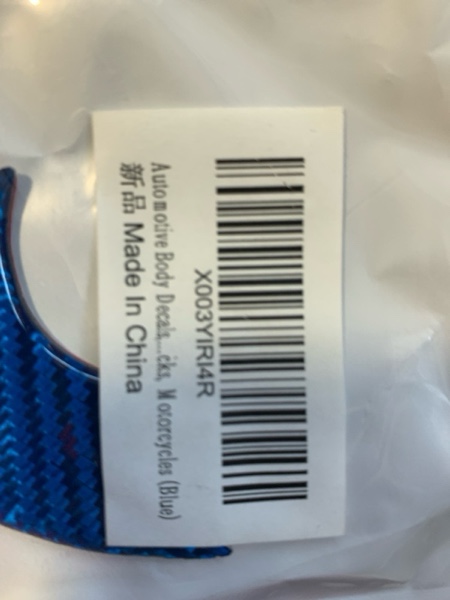 X003YIRI4R
Automotive Body Decals,...cks, Motorcycles (Blue)
新品 Made In China